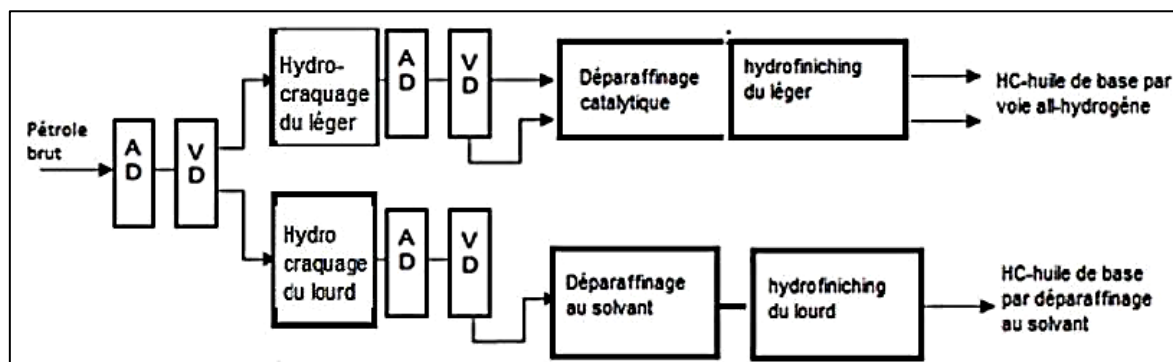 Pétrole
brut
A
D
V
D
Hydro-
craquage
du léger
A
D
V
D
Déparaffinage
catalytique
hydrofiniching
du léger
HC-huile de base par
voie all-hydrogéne
Hydro
craquage
du lourd
A
D
V
D
Déparaffinage
au solvant
hydrofiniching
du lourd
HC-huile de base
par déparaffinage
au solvant